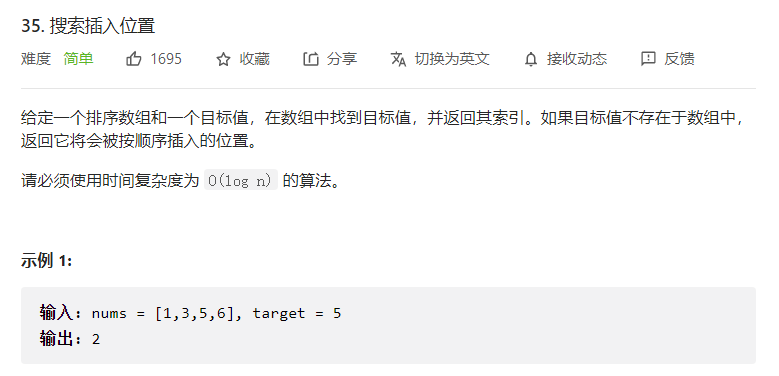 35. 搜索插入位置
难度 简单 1695 收藏 分享 切换为英文 接收动态 反馈
给定一个排序数组和一个目标值，在数组中找到目标值，并返回其索引。如果目标值不存在于数组中，
返回它将会被按顺序插入的位置。
请必须使用时间复杂度为 O(log n) 的算法。
示例 1:
输入: nums = [1,3,5,6], target = 5
输出: 2